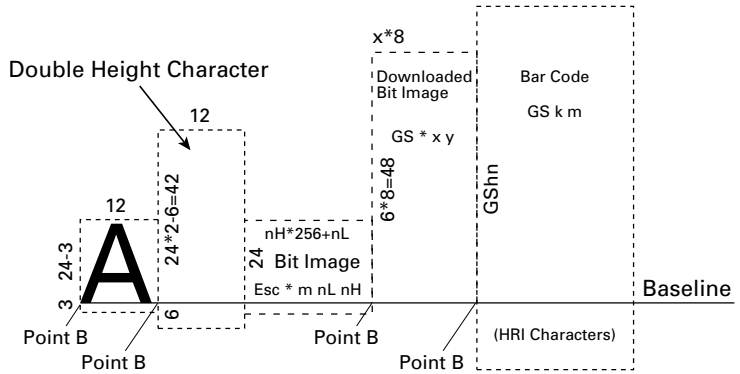 x*8
Double Height Character
Downloaded
Bit Image
Bar Code
GS k m
12
GS * x y
24*2-6=42
6*8=48
GShn
12
24-3
A
nH*256+nL
24
Bit Image
Esc * m nL nH
Baseline
3
6
Point B
Point B
Point B
Point B
(HRI Characters)